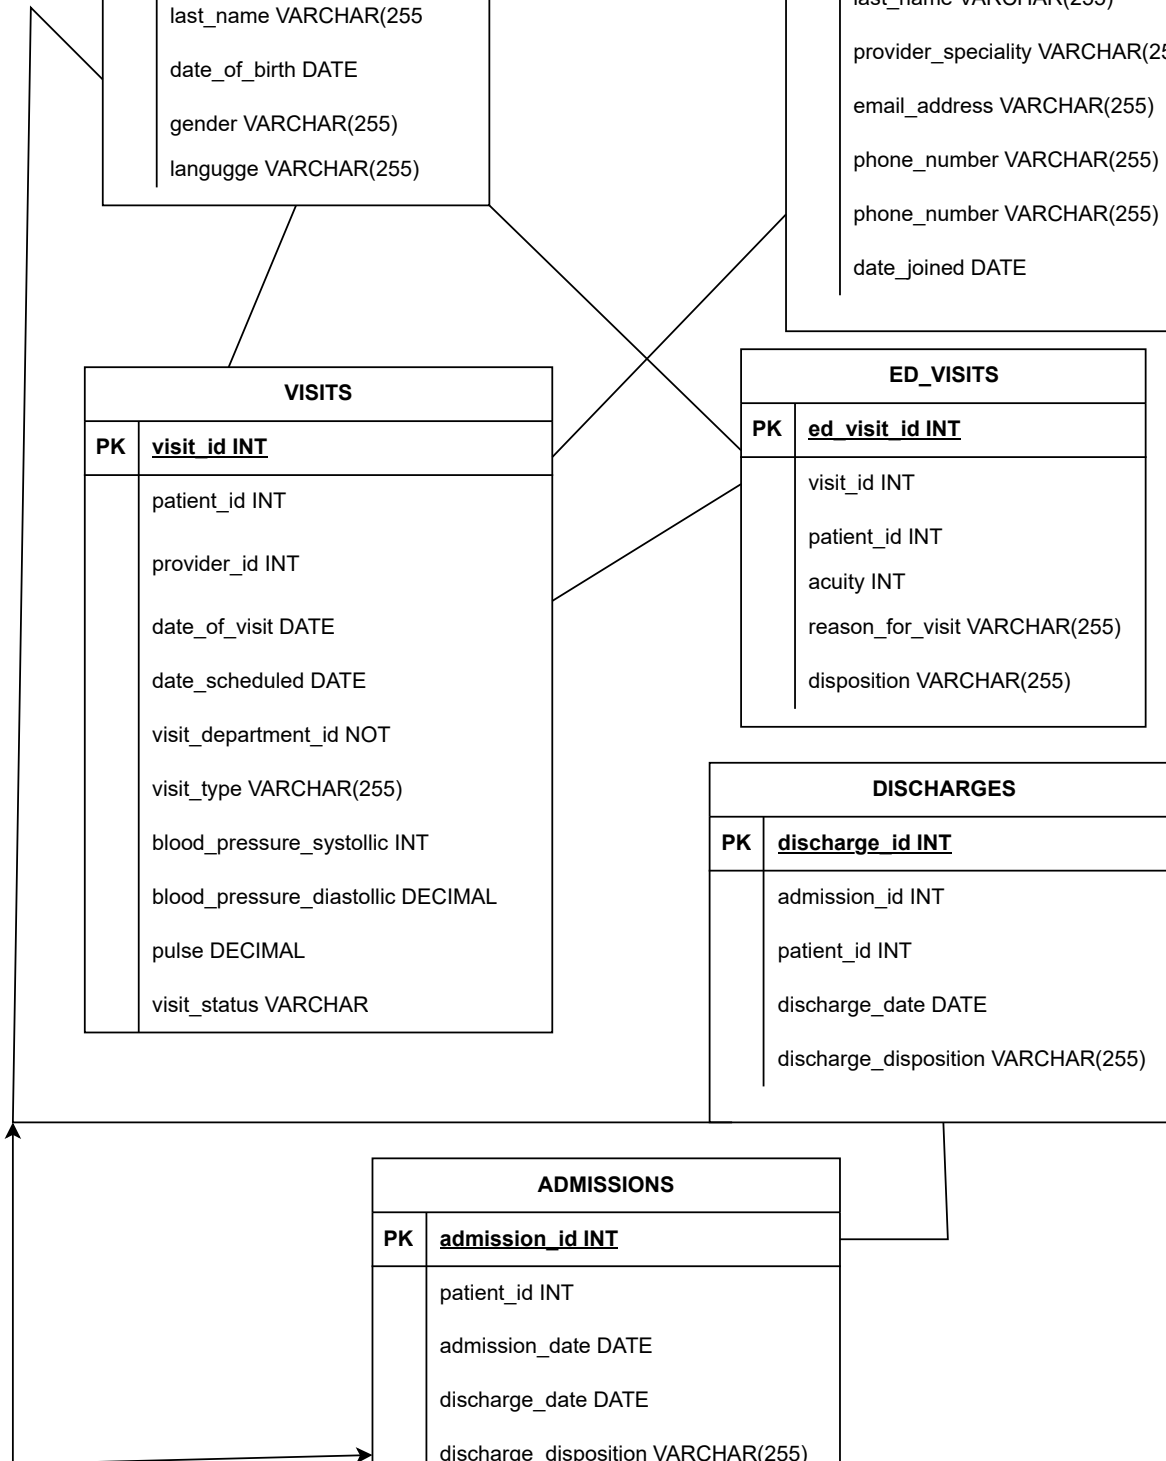 last_name VARCHAR(255
date_of_birth DATE
gender VARCHAR(255)
langugge VARCHAR(255)
last_name VARCHAR(255)
provider_speciality VARCHAR(25
email_address VARCHAR(255)
phone_number VARCHAR(255)
phone_number VARCHAR(255)
date_joined DATE
VISITS
PK visit_id INT
patient_id INT
provider_id INT
date_of_visit DATE
date_scheduled DATE
visit_department_id NOT
visit_type VARCHAR(255)
blood_pressure_systollic INT
blood_pressure_diastollic DECIMAL
pulse DECIMAL
visit_status VARCHAR
ED_VISITS
PK ed_visit_id INT
visit_id INT
patient_id INT
acuity INT
reason_for_visit VARCHAR(255)
disposition VARCHAR(255)
DISCHARGES
PK discharge_id INT
admission_id INT
patient_id INT
discharge_date DATE
discharge_disposition VARCHAR(255)
ADMISSIONS
PK admission_id INT
patient_id INT
admission_date DATE
discharge_date DATE
discharge_disposition VARCHAR(255)